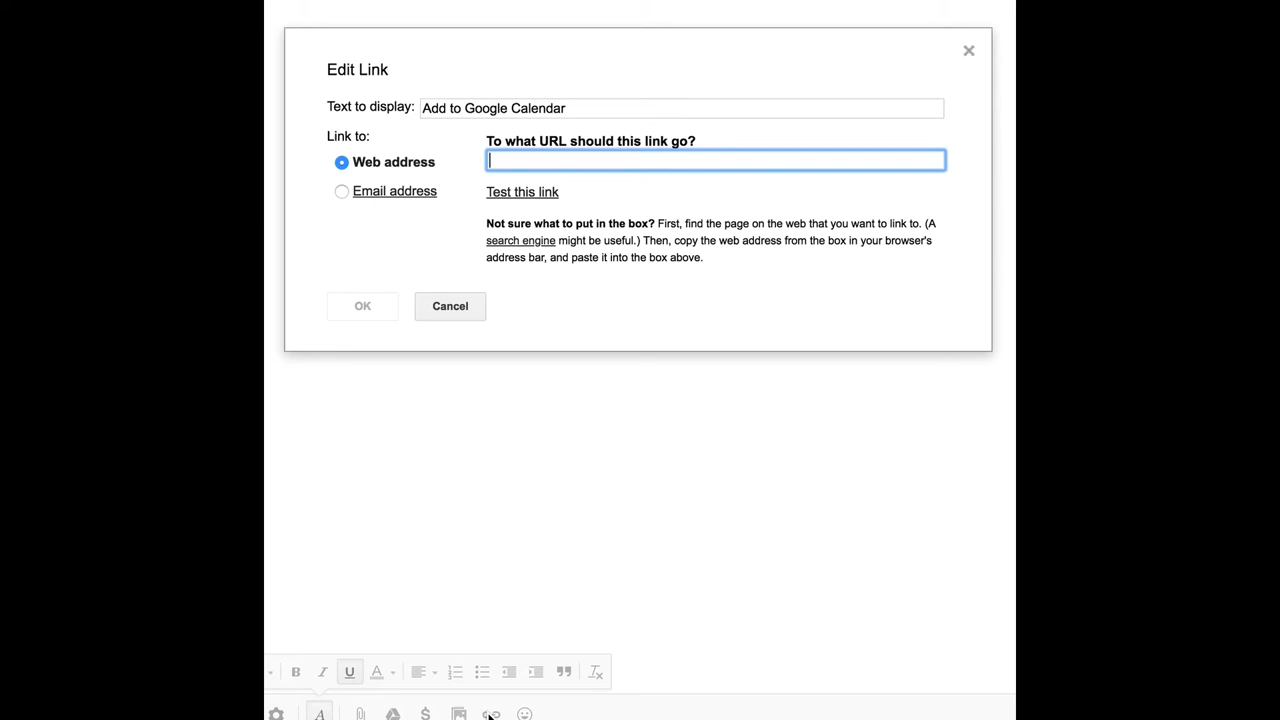 Edit Link
Text to display: Add to Google Calendar
Link to:
To what URL should this link go?
Web address
Email address
Test this link
Not sure what to put in the box? First, find the page on the web that you want to link to. (A
search engine might be useful.) Then, copy the web address from the box in your browser's
address bar, and paste it into the box above.
OK
Cancel
B I U A
A $